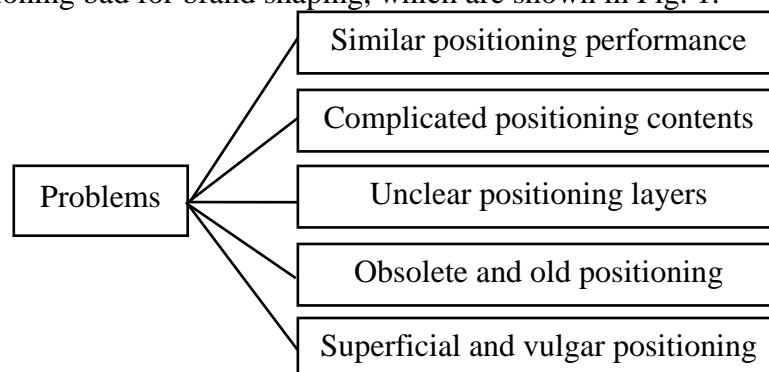 ioning bad for brand shaping, which are shown in Fig. 1.
Similar positioning performance
Complicated positioning contents
Problems
Unclear positioning layers
Obsolete and old positioning
Superficial and vulgar positioning